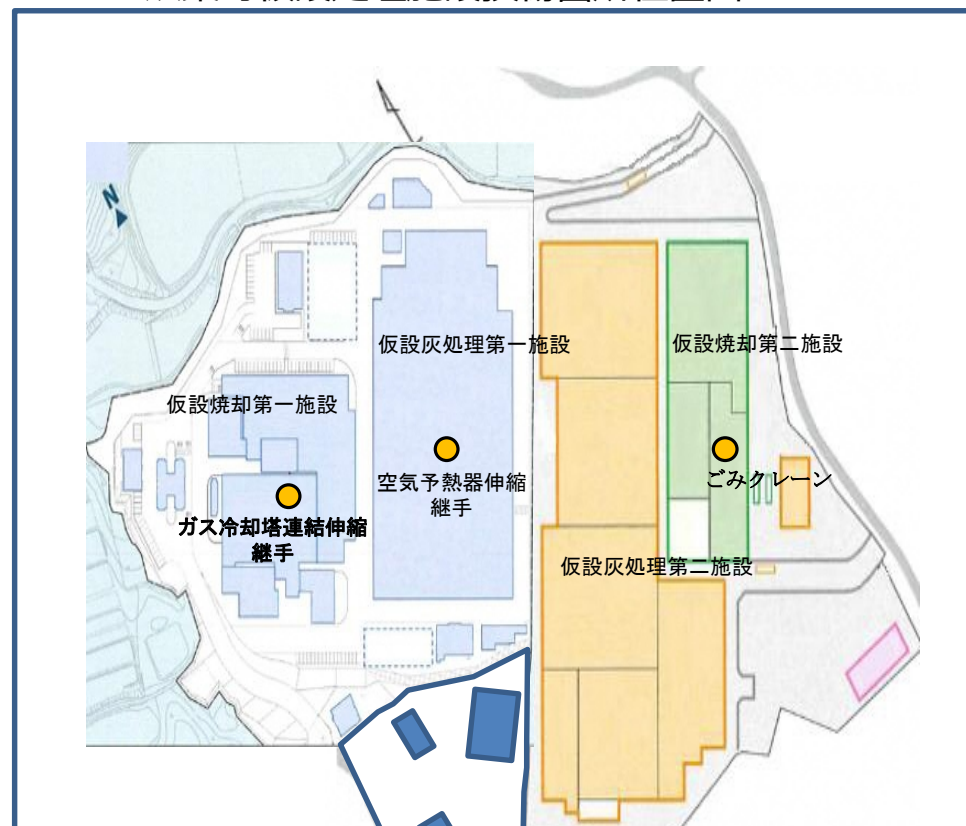 N
仮設灰処理第一施設
仮設焼却第二施設
仮設焼却第一施設
空気予熱器伸縮
継手
ごみクレーン
ガス冷却塔連結伸縮
継手
仮設灰処理第二施設